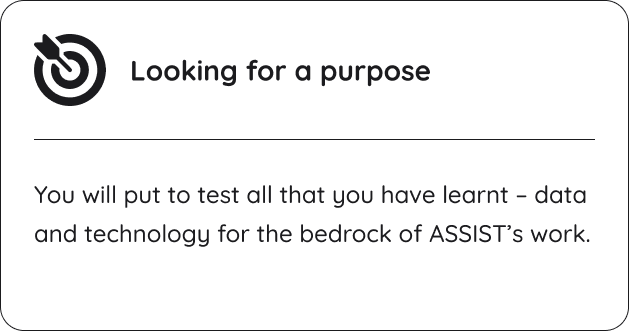 Looking for a purpose
You will put to test all that you have learnt – data
and technology for the bedrock of ASSIST’s work.